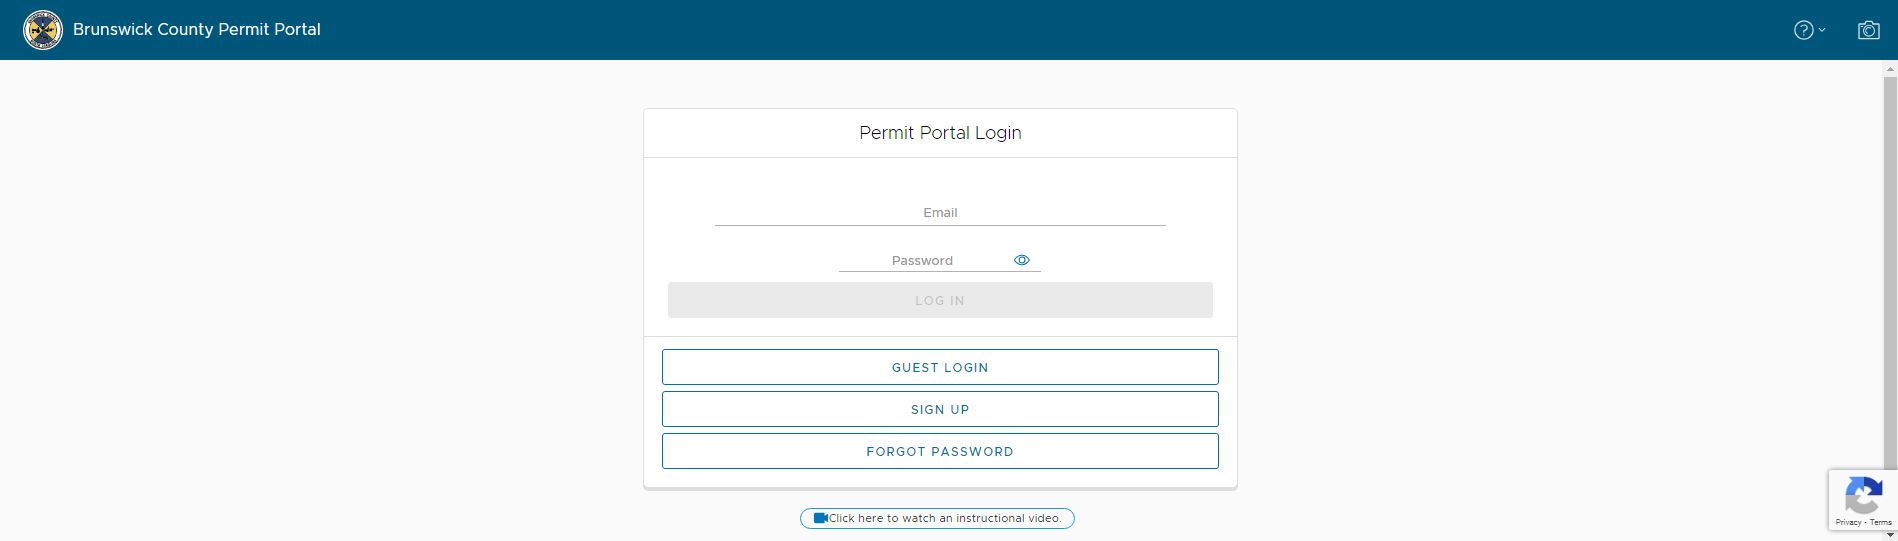 Brunswick County Permit Portal
Permit Portal Login
Email
Password
LOG IN
GUEST LOGIN
SIGN UP
FORGOT PASSWORD
Click here to watch an instructional video.
Privacy - Terms